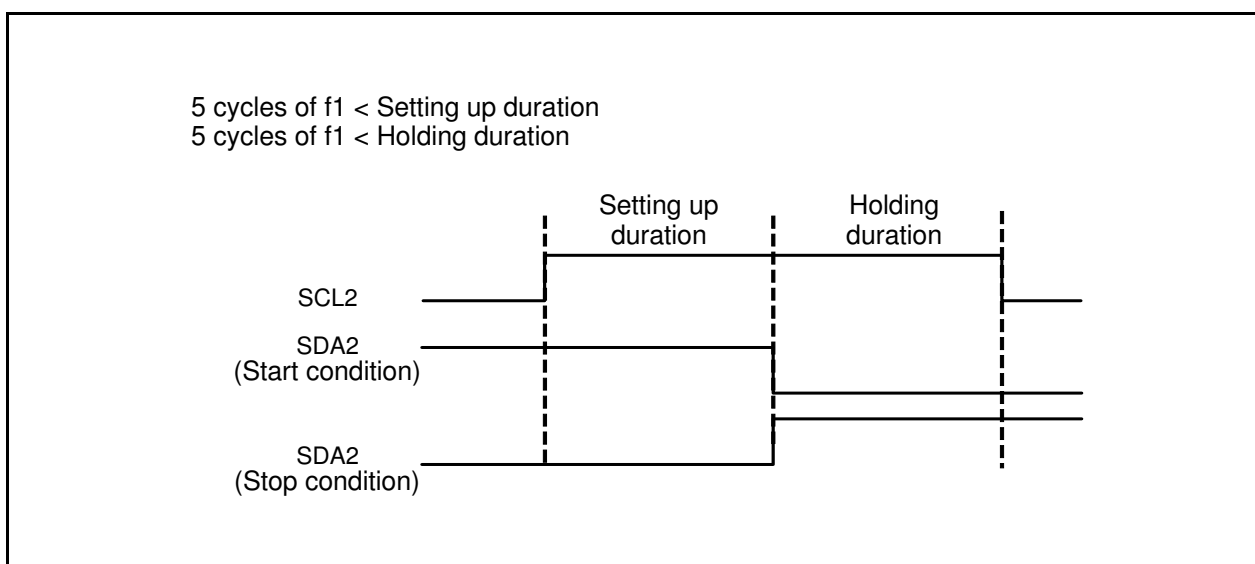 5 cycles of f1 < Setting up duration
5 cycles of f1 < Holding duration
Setting up
duration
Holding
duration
SCL2
SDA2
(Start condition)
SDA2
(Stop condition)